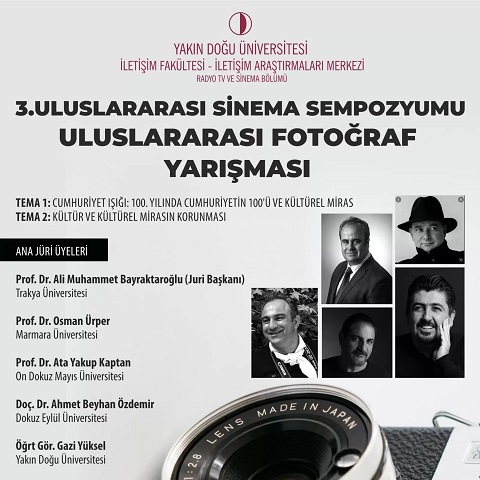 YAKIN DOĞU ÜNİVERSİTESİ
İLETİŞİM FAKÜLTESİ - İLETİŞİM ARAŞTIRMALARI MERKEZİ
RADYO TV VE SİNEMA BÖLÜMÜ
3.ULUSLARARASI SİNEMA SEMPOZYUMU
ULUSLARARASI FOTOĞRAF
YARIŞMASI
TEMA 1: CUMHURİYET IŞIĞI: 100. YILINDA CUMHURİYETİN 100'Ü VE KÜLTÜREL MİRAS
TEMA 2: KÜLTÜR VE KÜLTÜREL MİRASIN KORUNMASI
ANA JÜRİ ÜYELERİ
Prof. Dr. Ali Muhammet Bayraktaroğlu (Juri Başkanı)
Trakya Üniversitesi
Prof. Dr. Osman Ürper
Marmara Üniversitesi
Prof. Dr. Ata Yakup Kaptan
On Dokuz Mayıs Üniversitesi
Doç. Dr. Ahmet Beyhan Özdemir
Dokuz Eylül Üniversitesi
Öğrt Gör. Gazi Yüksel
Yakın Doğu Üniversitesi
1:2.8 LENS MADE IN JAPAN